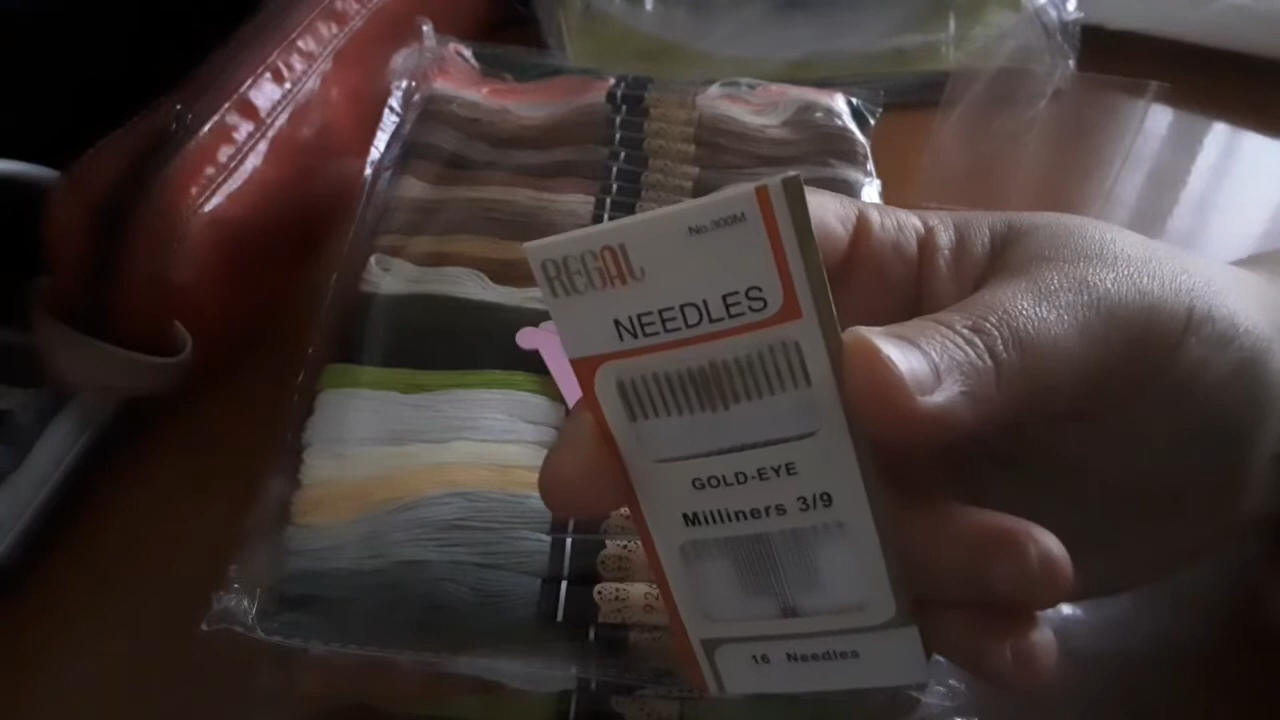 REGAL
No.300M
NEEDLES
GOLD-EYE
Milliners 3/9
16 Needles